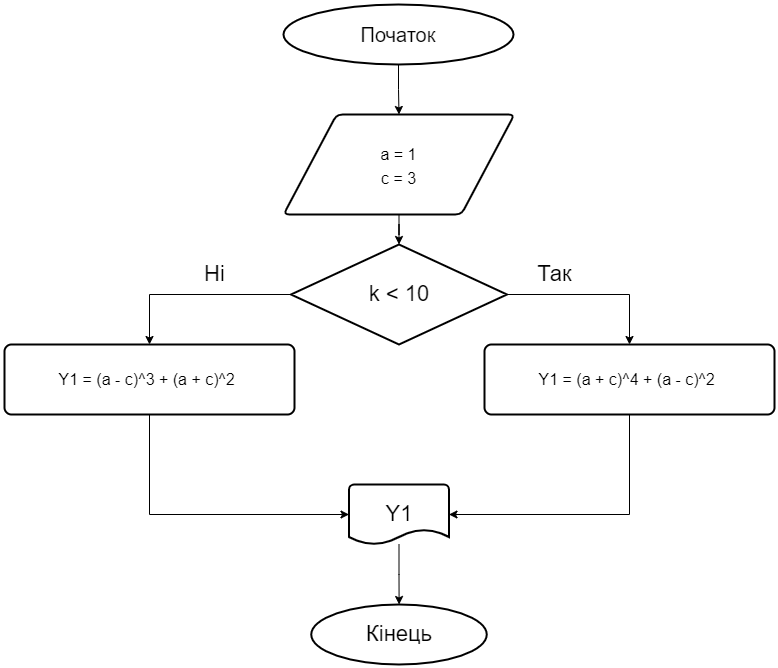 Початок
a = 1
c = 3
Ні
k < 10
Так
Y1 = (a - c)^3 + (a + c)^2
Y1 = (a + c)^4 + (a - c)^2
Y1
Кінець